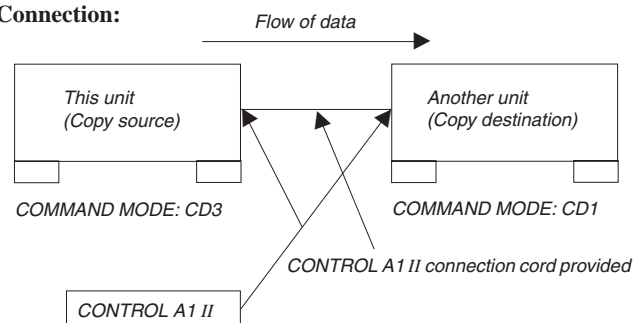 Connection:
Flow of data
This unit
(Copy source)
Another unit
(Copy destination)
COMMAND MODE: CD3
COMMAND MODE: CD1
CONTROL A1 II connection cord provided
CONTROL A1 II